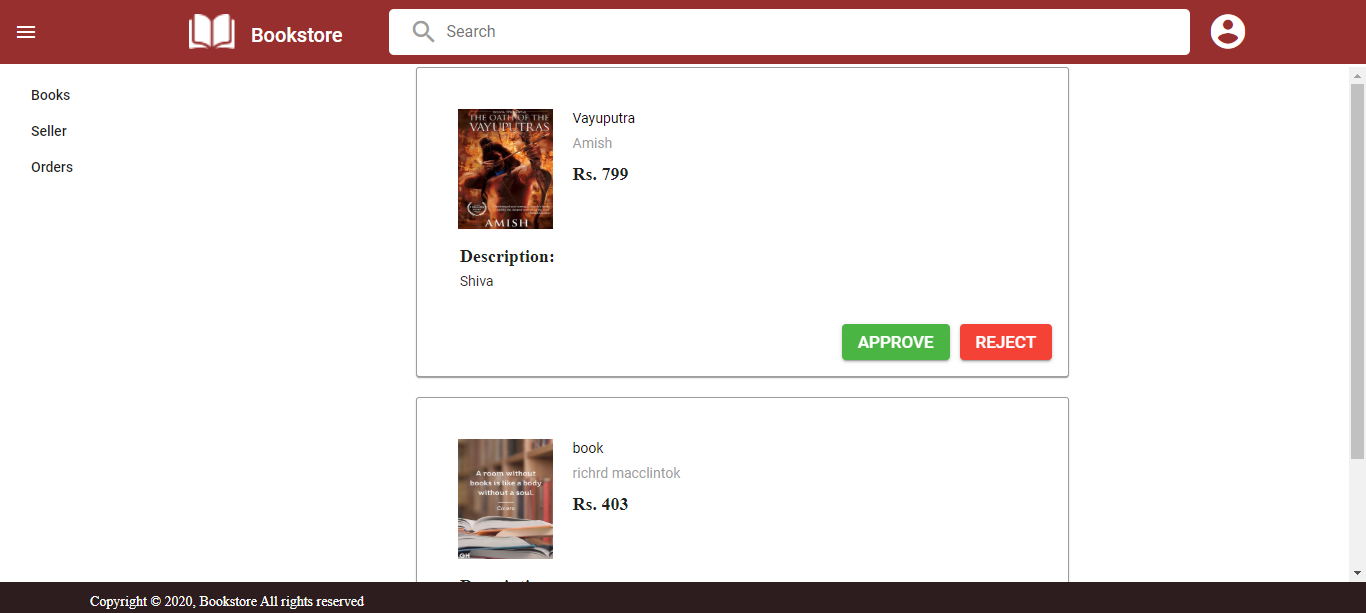 Bookstore
Search
Books
Seller
Orders
THE OATH OF THE
VAYUPUTRAS
AMISH
Vayuputra
Amish
Rs. 799
Description:
Shiva
APPROVE
REJECT
A room without
books is like a body
without a soul.
Cicero
book
richrd macclintok
Rs. 403
Copyright © 2020, Bookstore All rights reserved